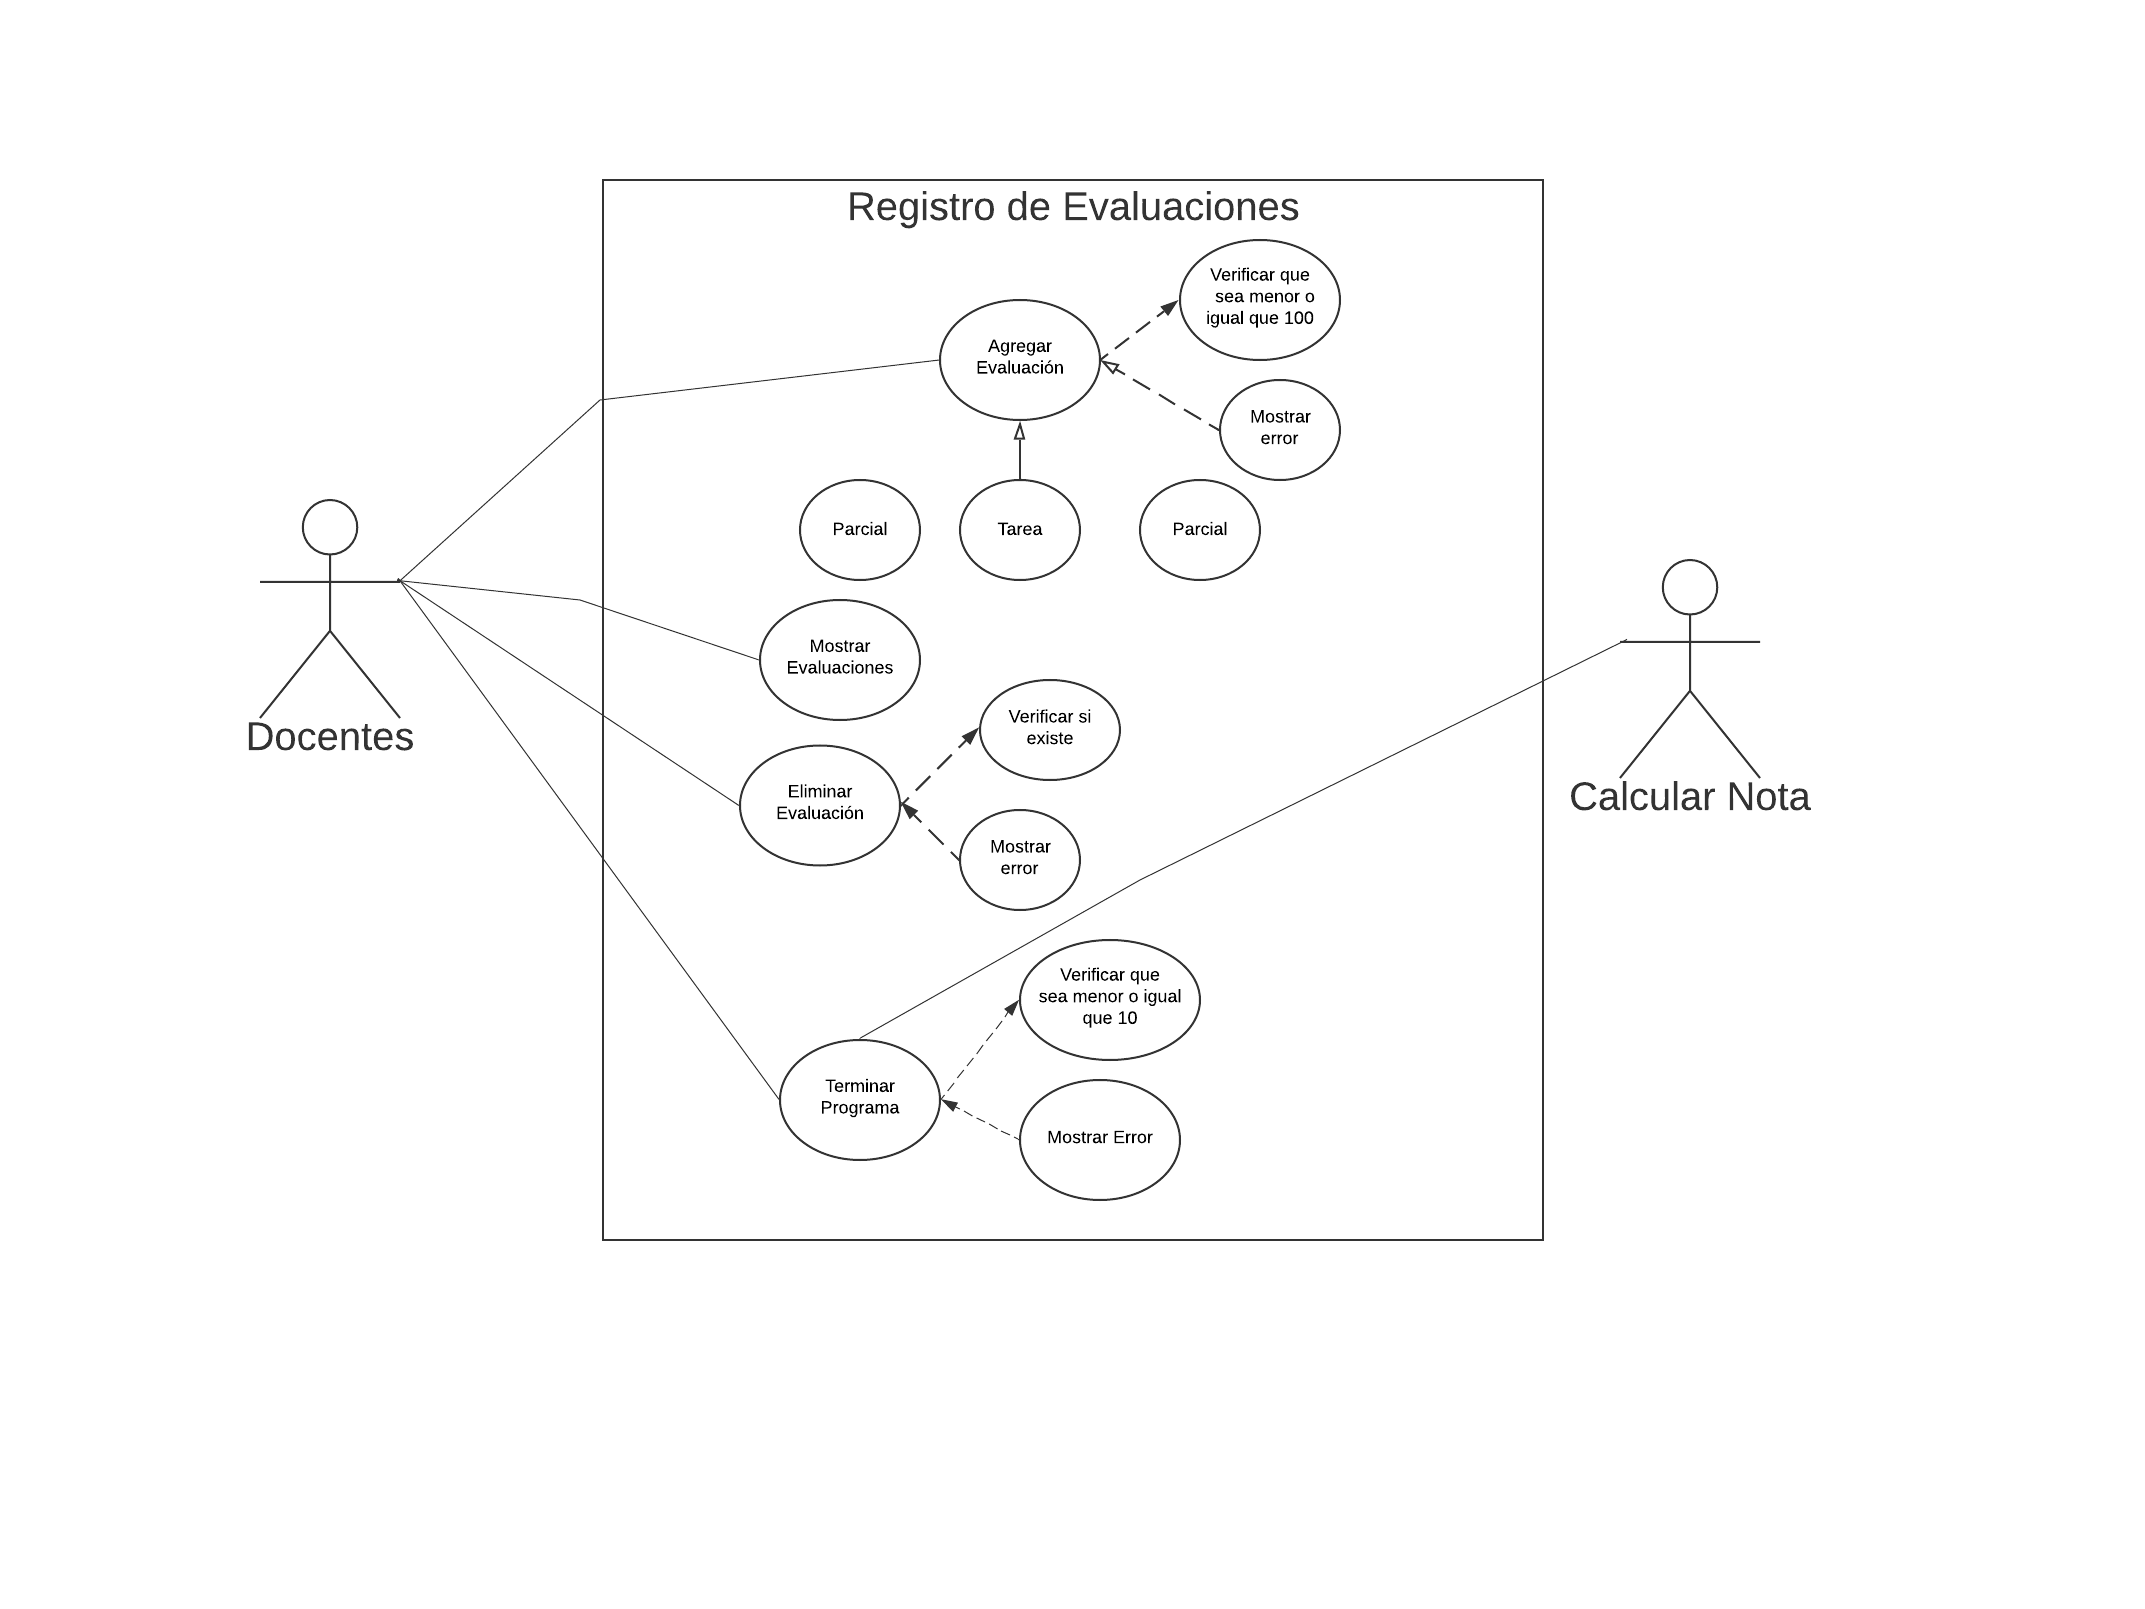 Registro de Evaluaciones
Verificar que
sea menor o
igual que 100
Agregar
Evaluación
Mostrar
error
Parcial
Tarea
Parcial
Docentes
Mostrar
Evaluaciones
Verificar si
existe
Eliminar
Evaluación
Mostrar
error
Calcular Nota
Verificar que
sea menor o igual
que 10
Terminar
Programa
Mostrar Error